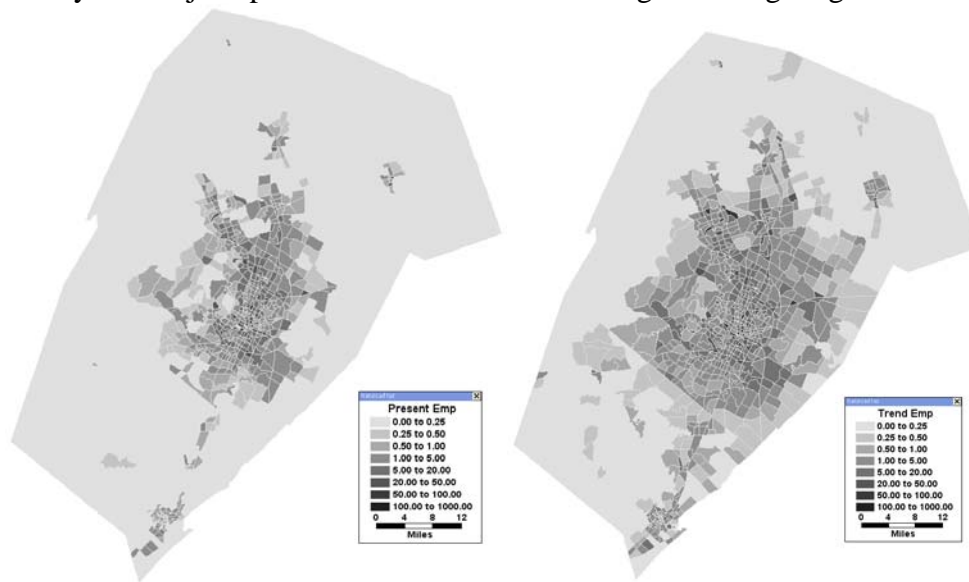 Present Emp
0.00 to 0.25
0.25 to 0.50
0.50 to 1.00
1.00 to 5.00
5.00 to 20.00
20.00 to 50.00
50.00 to 100.00
100.00 to 1000.00
0 4 8 12
Miles
Trend Emp
0.00 to 0.25
0.25 to 0.50
0.50 to 1.00
1.00 to 5.00
5.00 to 20.00
20.00 to 50.00
50.00 to 100.00
100.00 to 1000.00
0 4 8 12
Miles